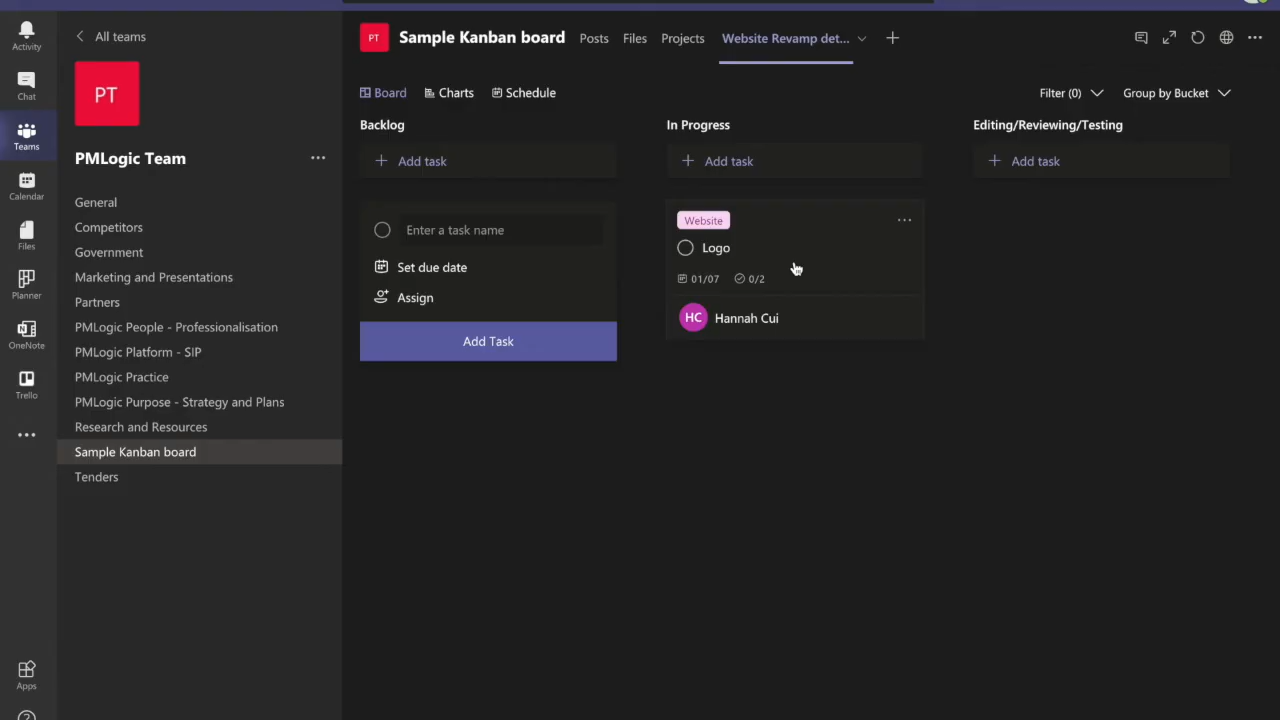 Activity
Chat
Teams
Calendar
Files
Planner
OneNote
Trello
Apps
All teams
PT
PMLogic Team
General
Competitors
Government
Marketing and Presentations
Partners
PMLogic People - Professionalisation
PMLogic Platform - SIP
PMLogic Practice
PMLogic Purpose - Strategy and Plans
Research and Resources
Sample Kanban board
Tenders
PT Sample Kanban board Posts Files Projects Website Revamp det...
Board Charts Schedule Filter (0) Group by Bucket
Backlog
Add task
Enter a task name
Set due date
Assign
Add Task
In Progress
Add task
Website
Logo
01/07 0/2
HC Hannah Cui
Editing/Reviewing/Testing
Add task